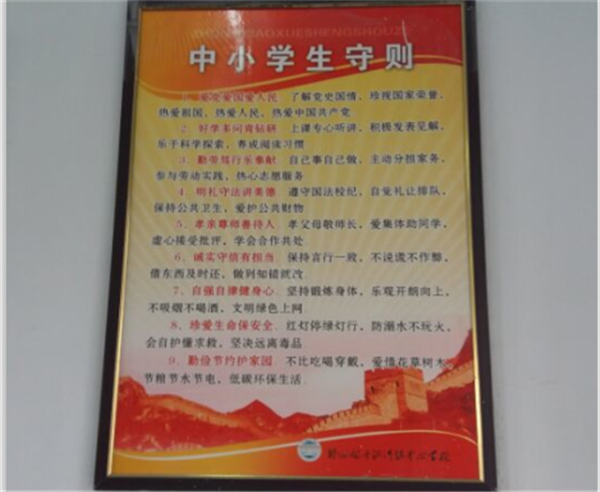 ZHONGXIAOXUESHENGSHOUZE
中小学生守则
1、爱党爱国爱人民。了解党史国情，珍视国家荣誉，
热爱祖国，热爱人民，热爱中国共产党
2、好学多问肯钻研。上课专心听讲，积极发表见解，
乐于科学探索，养成阅读习惯
3、勤劳笃行乐奉献。自己事自己做，主动分担家务，
参与劳动实践，热心志愿服务
4、明礼守法讲美德。遵守国法校纪，自觉礼让排队，
保持公共卫生，爱护公共财物
5、孝亲尊师善待人。孝父母敬师长，爱集体助同学，
虚心接受批评，学会合作共处
6、诚实守信有担当。保持言行一致，不说谎不作弊，
借东西及时还，做到知错就改
7、自强自律健身心。坚持锻炼身体，乐观开朗向上，
不吸烟不喝酒，文明绿色上网
8、珍爱生命保安全。红灯停绿灯行，防溺水不玩火，
会自护懂求救，坚决远离毒品
9、勤俭节约护家园。不比吃喝穿戴，爱惜花草树木，
节粮节水节电，低碳环保生活